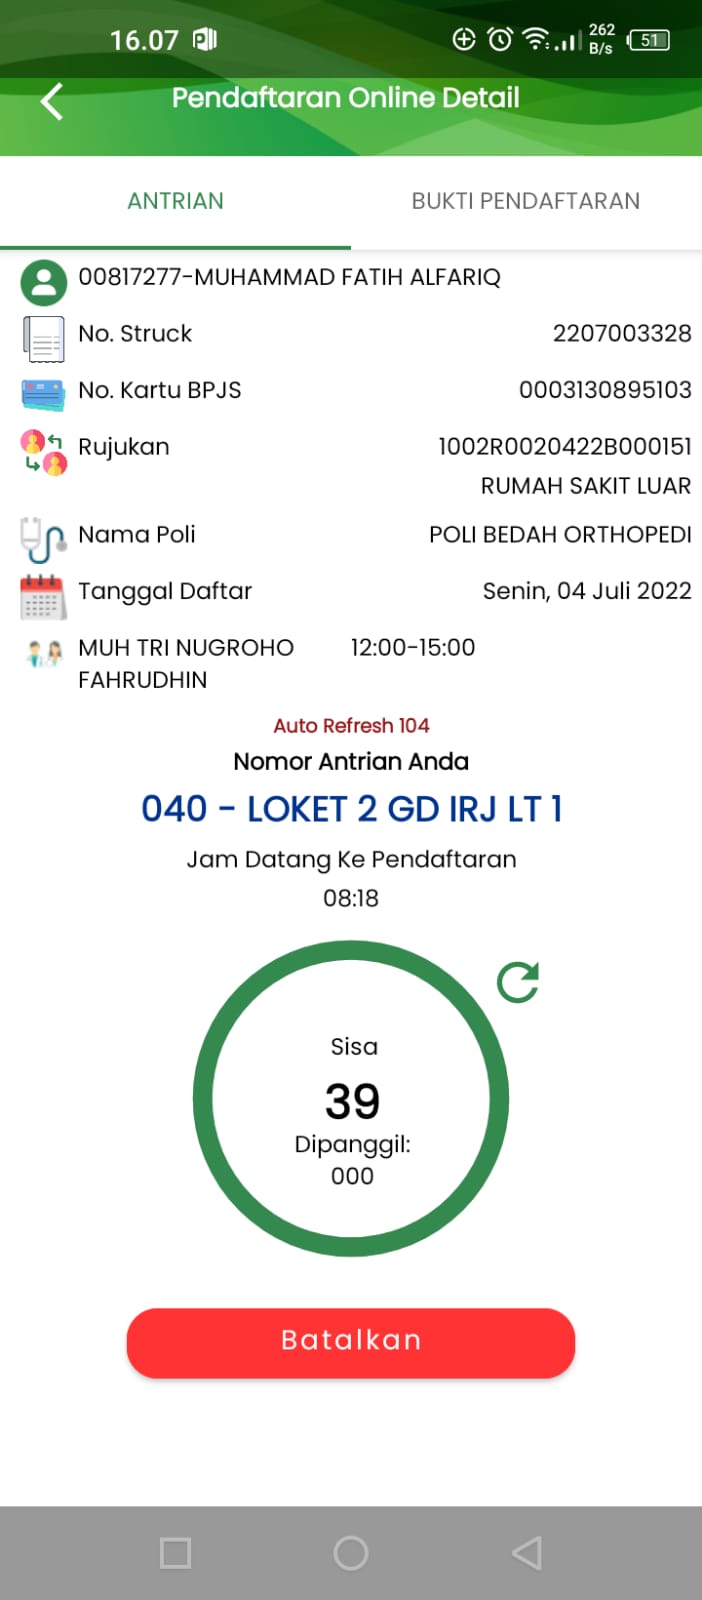 16.07
262
B/s
51
Pendaftaran Online Detail
ANTRIAN
BUKTI PENDAFTARAN
00817277-MUHAMMAD FATIH ALFARIQ
No. Struck 2207003328
No. Kartu BPJS 0003130895103
Rujukan 1002R0020422B000151
RUMAH SAKIT LUAR
Nama Poli POLI BEDAH ORTHOPEDI
Tanggal Daftar Senin, 04 Juli 2022
MUH TRI NUGROHO 12:00-15:00
FAHRUDHIN
Auto Refresh 104
Nomor Antrian Anda
040 - LOKET 2 GD IRJ LT 1
Jam Datang Ke Pendaftaran
08:18
Sisa
39
Dipanggil:
000
Batalkan